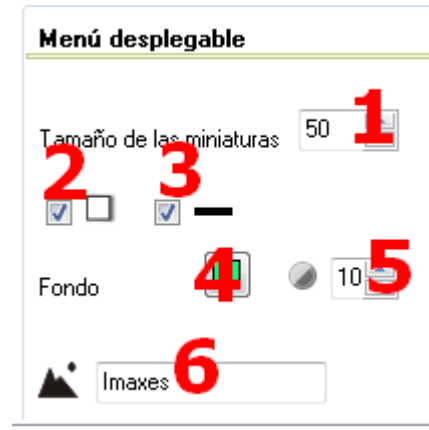 Menú desplegable
1
Tamaño de las miniaturas 50
2 3
4 5
Fondo 10
6
Imaxes